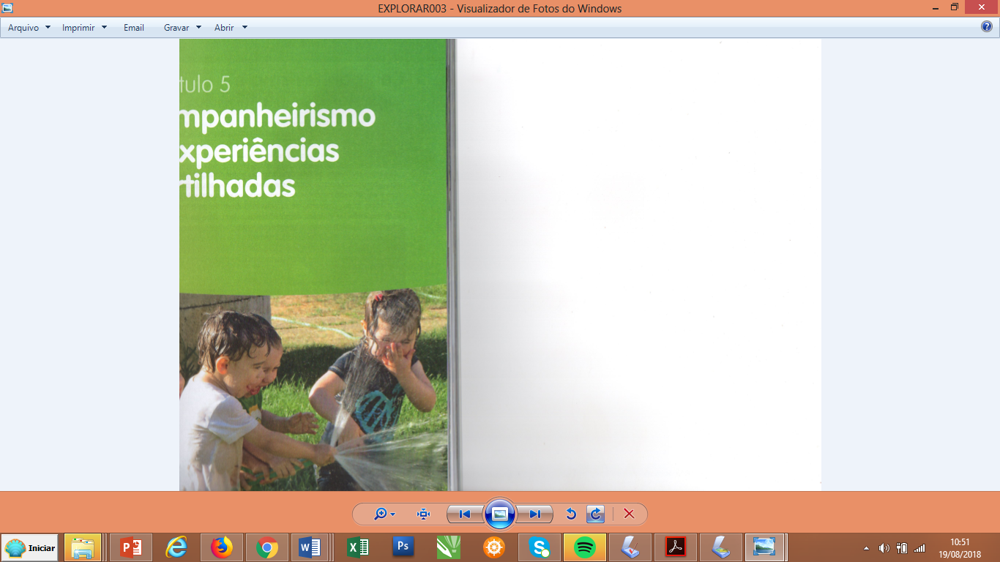 EXPLORAR003 - Visualizador de Fotos do Windows
Arquivo Imprimir Email Gravar Abrir
tulo 5
mpanheirismo
xperiências
rtilhadas
Iniciar
10:51
19/08/2018